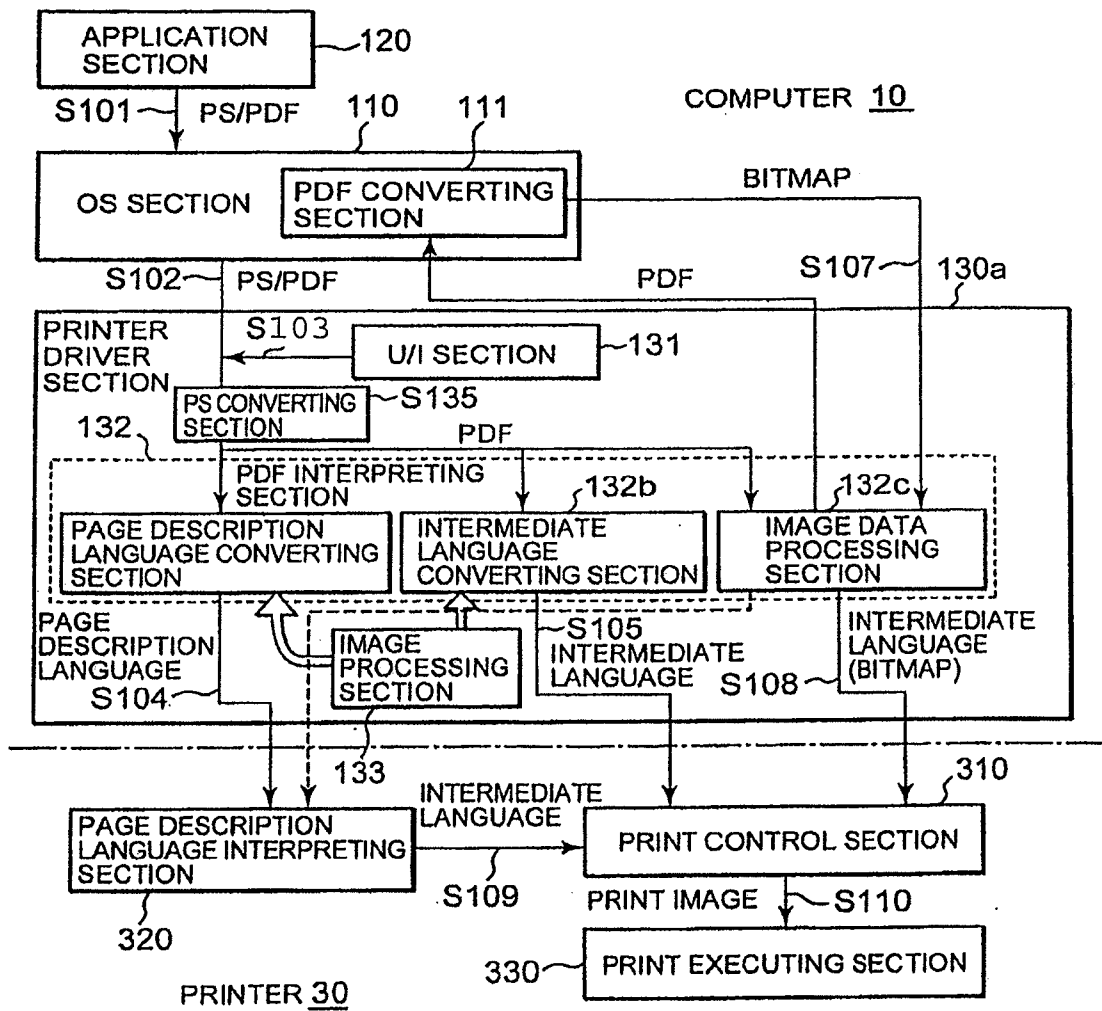 APPLICATION
SECTION
120
S101
PS/PDF
110
111
COMPUTER 10
OS SECTION
PDF CONVERTING
SECTION
BITMAP
S102
PS/PDF
PDF
S107
130a
PRINTER
DRIVER
SECTION
S103
U/I SECTION
131
PS CONVERTING
SECTION
S135
132
PDF
PDF INTERPRETING
SECTION
132b
132c
PAGE DESCRIPTION
LANGUAGE CONVERTING
SECTION
INTERMEDIATE
LANGUAGE
CONVERTING SECTION
IMAGE DATA
PROCESSING
SECTION
PAGE
DESCRIPTION
LANGUAGE
S104
IMAGE
PROCESSING
SECTION
S105
INTERMEDIATE
LANGUAGE
S108
INTERMEDIATE
LANGUAGE
(BITMAP)
133
INTERMEDIATE
LANGUAGE
310
PAGE DESCRIPTION
LANGUAGE INTERPRETING
SECTION
PRINT CONTROL SECTION
S109
PRINT IMAGE
S110
320
330
PRINT EXECUTING SECTION
PRINTER 30